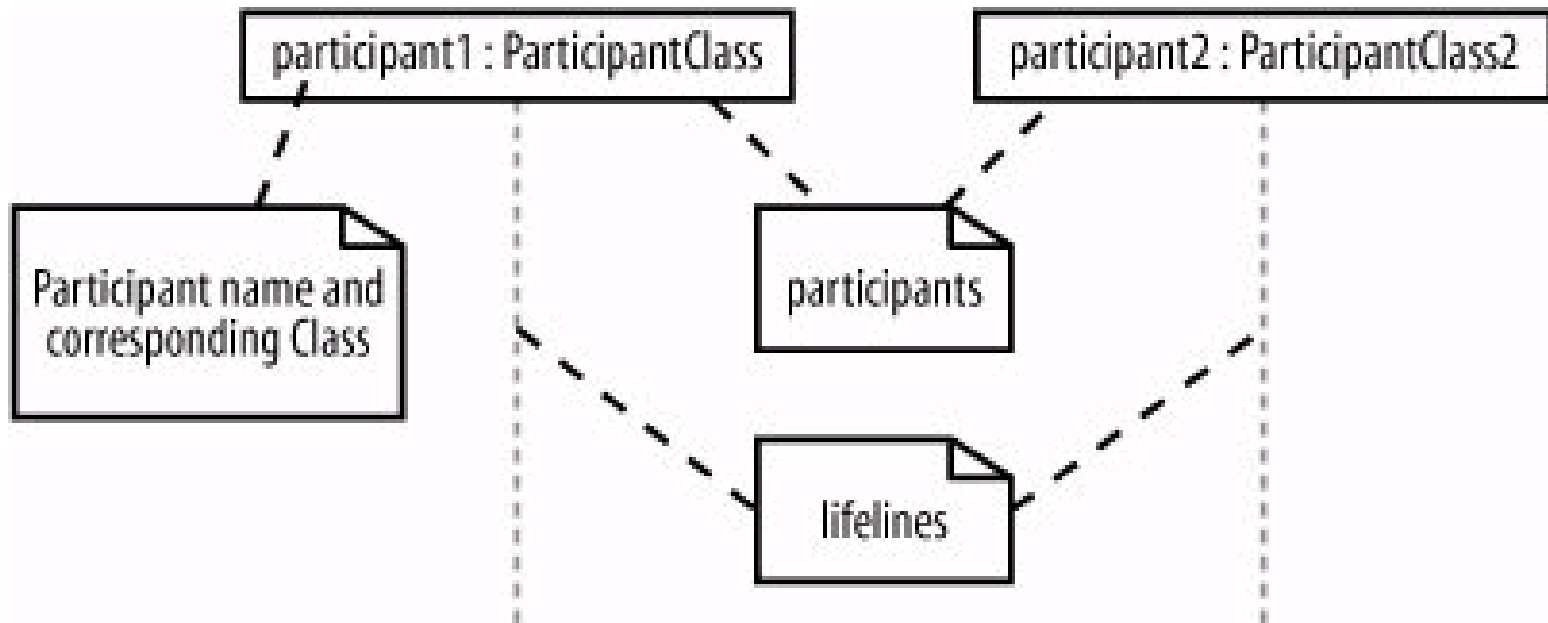 participant1 : ParticipantClass
participant2 : ParticipantClass2
Participant name and
corresponding Class
participants
lifelines